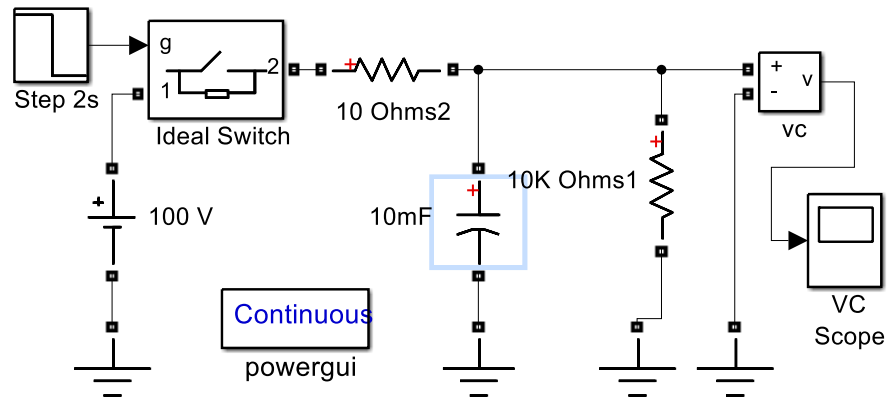 g
1
2
Step 2s
Ideal Switch
+
10 Ohms2
+
-
v
vc
+
100 V
+
10mF
+
10K Ohms1
VC
Scope
Continuous
powergui